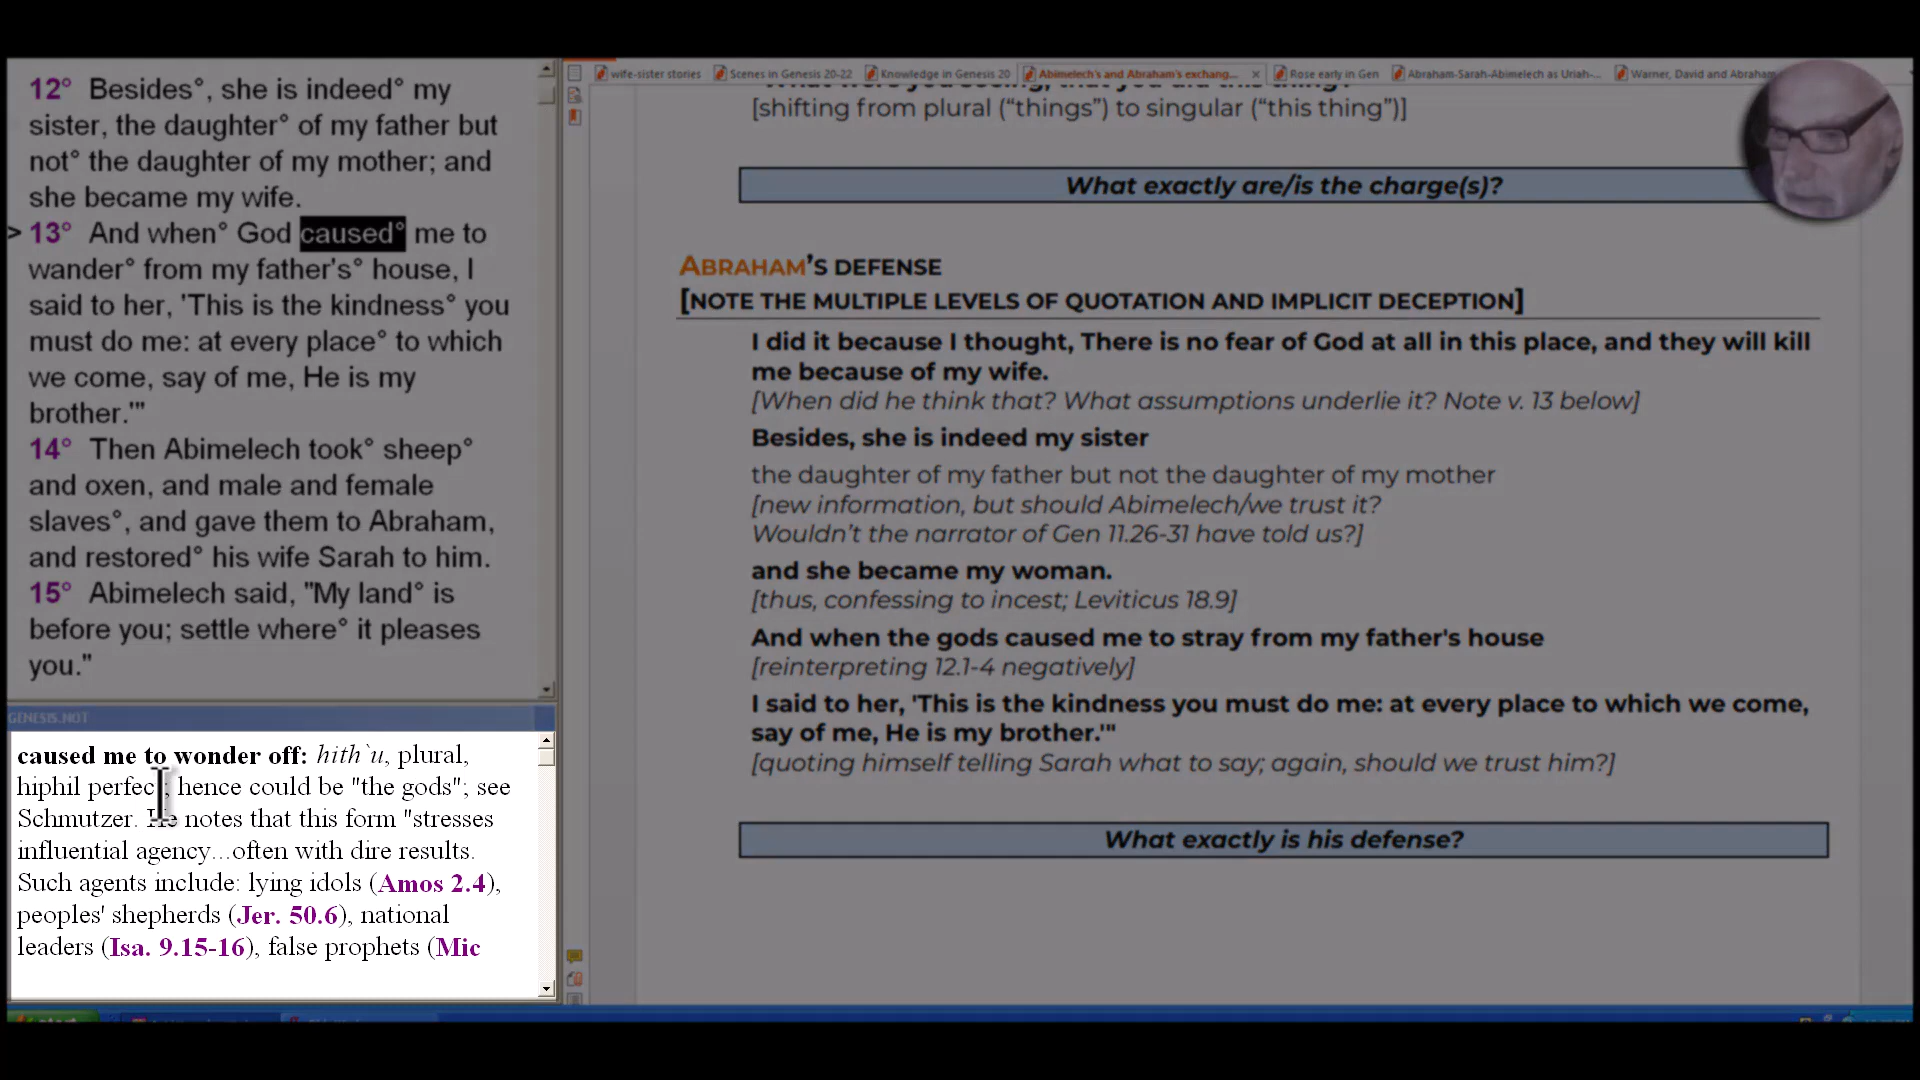 12° Besides°, she is indeed° my
sister, the daughter° of my father but
not° the daughter of my mother; and
she became my wife.
> 13° And when° God caused° me to
wander° from my father's° house, I
said to her, 'This is the kindness° you
must do me: at every place° to which
we come, say of me, He is my
brother.'"
14° Then Abimelech took° sheep°
and oxen, and male and female
slaves°, and gave them to Abraham,
and restored° his wife Sarah to him.
15° Abimelech said, "My land° is
before you; settle where° it pleases
you."
GENESIS.NOT
caused me to wonder off: hith`u, plural,
hiphil perfect; hence could be "the gods"; see
Schmutzer. He notes that this form "stresses
influential agency...often with dire results.
Such agents include: lying idols (Amos 2.4),
peoples' shepherds (Jer. 50.6), national
leaders (Isa. 9.15-16), false prophets (Mic
wife-sister stories
Scenes in Genesis 20-22
Knowledge in Genesis 20
Abimelech's and Abraham's exchang...
Rose early in Gen
Abraham-Sarah-Abimelech as Uriah-...
Warner, David and Abraham
[shifting from plural (“things”) to singular (“this thing”)]
What exactly are/is the charge(s)?
ABRAHAM’S DEFENSE
[NOTE THE MULTIPLE LEVELS OF QUOTATION AND IMPLICIT DECEPTION]
I did it because I thought, There is no fear of God at all in this place, and they will kill
me because of my wife.
[When did he think that? What assumptions underlie it? Note v. 13 below]
Besides, she is indeed my sister
the daughter of my father but not the daughter of my mother
[new information, but should Abimelech/we trust it?
Wouldn’t the narrator of Gen 11.26-31 have told us?]
and she became my woman.
[thus, confessing to incest; Leviticus 18.9]
And when the gods caused me to stray from my father's house
[reinterpreting 12.1-4 negatively]
I said to her, 'This is the kindness you must do me: at every place to which we come,
say of me, He is my brother.'"
[quoting himself telling Sarah what to say; again, should we trust him?]
What exactly is his defense?